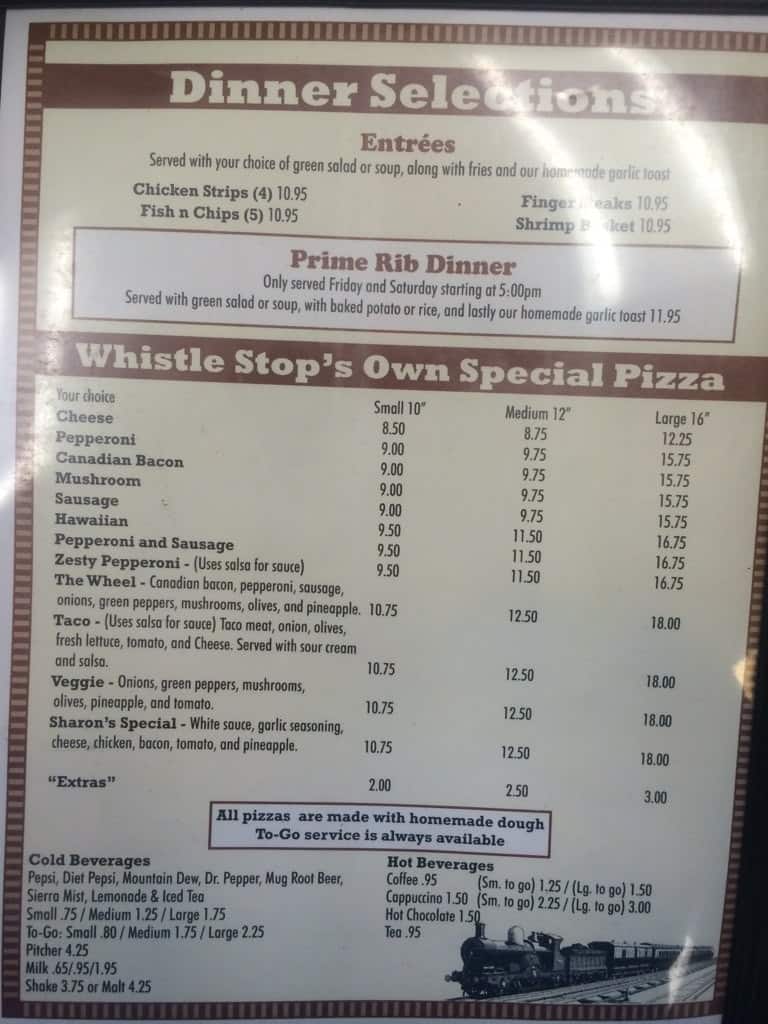 Dinner Selections
Entrées
Served with your choice of green salad or soup, along with fries and our homemade garlic toast
Chicken Strips (4) 10.95
Fish n Chips (5) 10.95
Finger Steaks 10.95
Shrimp Basket 10.95
Prime Rib Dinner
Only served Friday and Saturday starting at 5:00pm
Served with green salad or soup, with baked potato or rice, and lastly our homemade garlic toast 11.95
Whistle Stop's Own Special Pizza
Your choice Small 10" Medium 12" Large 16"
Cheese 8.50 8.75 12.25
Pepperoni 9.00 9.75 15.75
Canadian Bacon 9.00 9.75 15.75
Mushroom 9.00 9.75 15.75
Sausage 9.00 9.75 15.75
Hawaiian 9.50 11.50 16.75
Pepperoni and Sausage 9.50 11.50 16.75
Zesty Pepperoni - (Uses salsa for sauce) 9.50 11.50 16.75
The Wheel - Canadian bacon, pepperoni, sausage,
onions, green peppers, mushrooms, olives, and pineapple. 10.75 12.50 18.00
Taco - (Uses salsa for sauce) Taco meat, onion, olives,
fresh lettuce, tomato, and Cheese. Served with sour cream
and salsa. 10.75 12.50 18.00
Veggie - Onions, green peppers, mushrooms,
olives, pineapple, and tomato. 10.75 12.50 18.00
Sharon's Special - White sauce, garlic seasoning,
cheese, chicken, bacon, tomato, and pineapple. 10.75 12.50 18.00
"Extras" 2.00 2.50 3.00
All pizzas are made with homemade dough
To-Go service is always available
Cold Beverages
Pepsi, Diet Pepsi, Mountain Dew, Dr. Pepper, Mug Root Beer,
Sierra Mist, Lemonade & Iced Tea
Small .75 / Medium 1.25 / Large 1.75
To-Go: Small .80 / Medium 1.75 / Large 2.25
Pitcher 4.25
Milk .65/.95/1.95
Shake 3.75 or Malt 4.25
Hot Beverages
Coffee .95 (Sm. to go) 1.25 / (Lg. to go) 1.50
Cappuccino 1.50 (Sm. to go) 2.25 / (Lg. to go) 3.00
Hot Chocolate 1.50
Tea .95